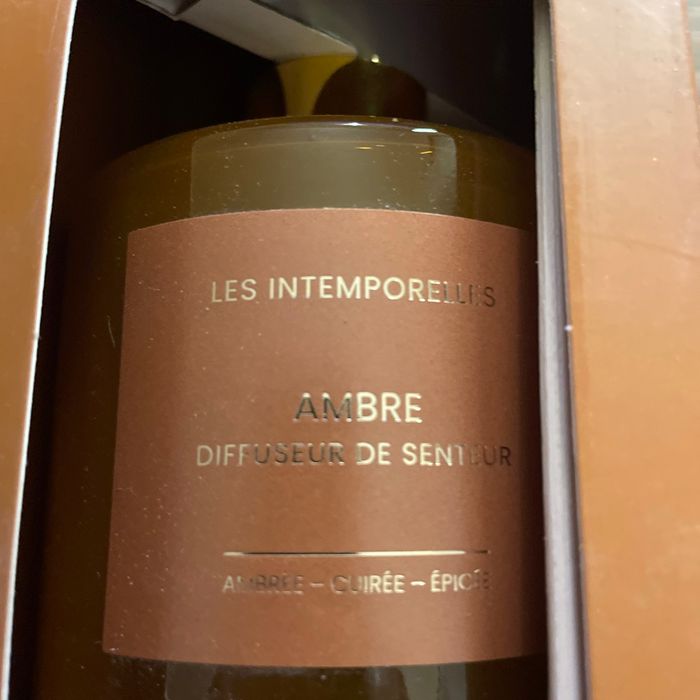 LES INTEMPORELLES
AMBRE
DIFFUSEUR DE SENTEUR
AMBRÉE – CUIRÉE – ÉPICÉE